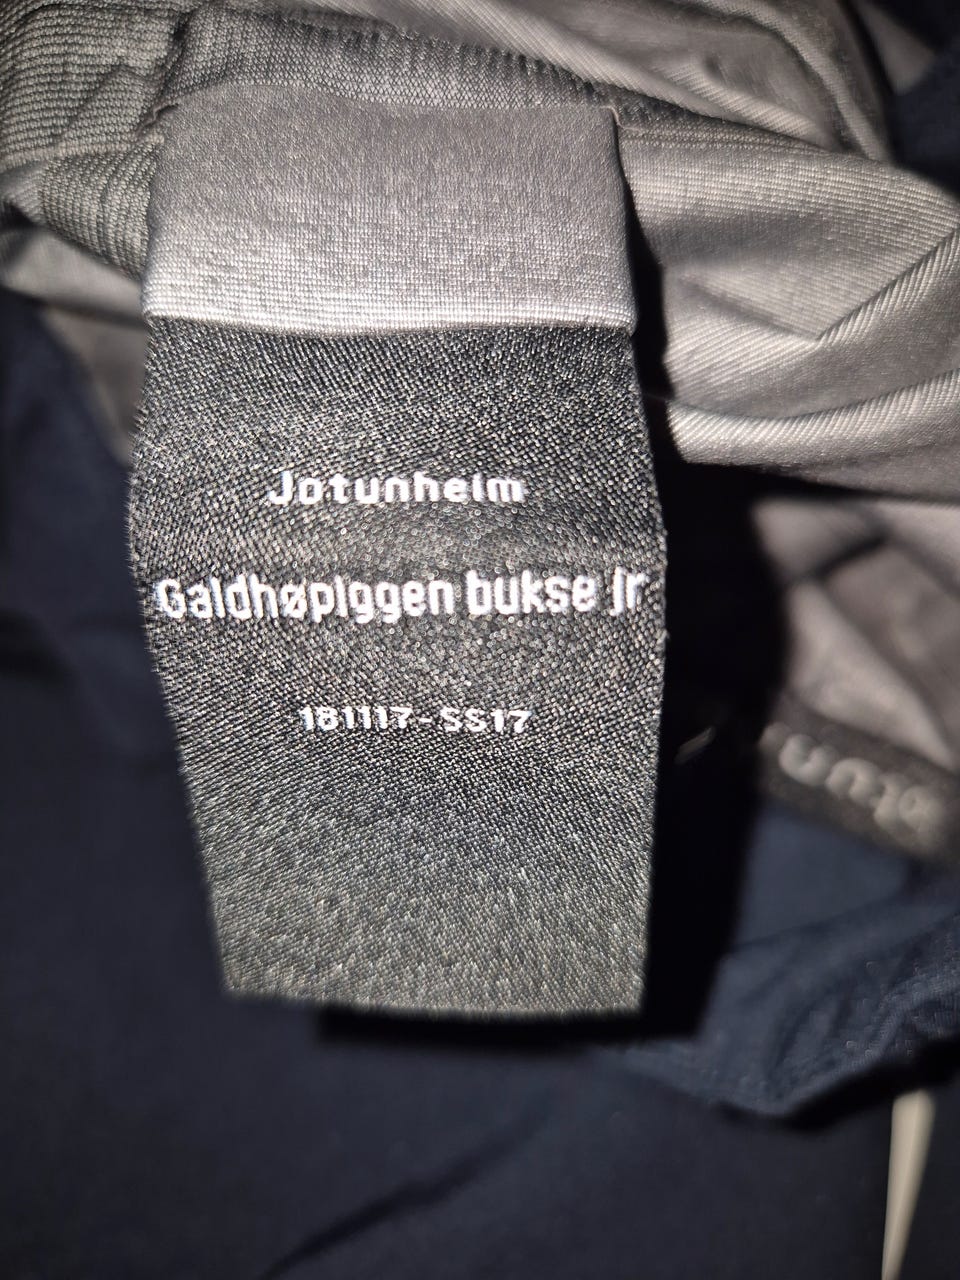 Jotunheim
Galdhøpiggen bukse jr
181117-SS17